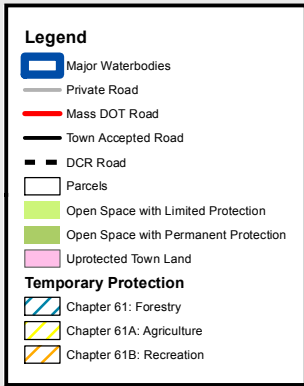 Legend
Major Waterbodies
Private Road
Mass DOT Road
Town Accepted Road
DCR Road
Parcels
Open Space with Limited Protection
Open Space with Permanent Protection
Uprotected Town Land
Temporary Protection
Chapter 61: Forestry
Chapter 61A: Agriculture
Chapter 61B: Recreation